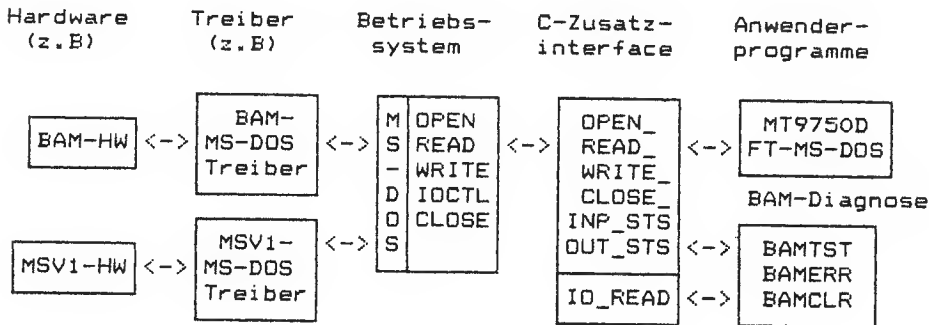 Hardware Treiber Betriebs- C-Zusatz- Anwender-
(z.B) (z.B) system interface programme
BAM- M OPEN OPEN_ MT9750D
BAM-HW <-> MS-DOS <-> S READ <-> READ_ <-> FT-MS-DOS
Treiber - WRITE WRITE_
D IOCTL CLOSE_ BAM-Diagnose
O CLOSE INP_STS
MSV1- <-> S OUT_STS <-> BAMTST
MSV1-HW <-> MS-DOS BAMERR
Treiber IO_READ <-> BAMCLR